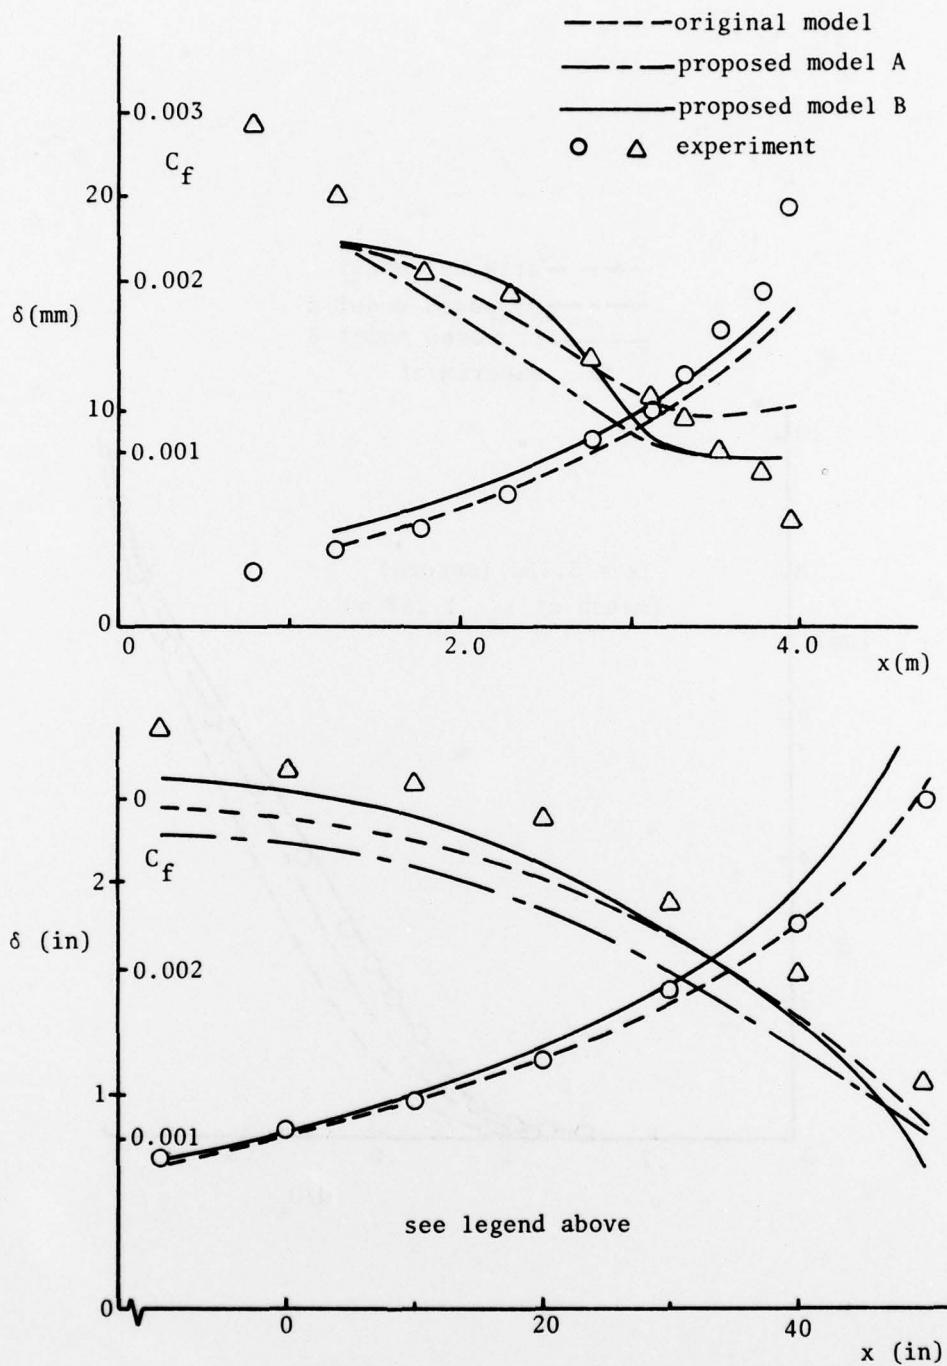 original model
proposed model A
proposed model B
experiment
0.003
C_f
20
0.002
δ(mm)
10
0.001
0
0
2.0
4.0
x(m)
0
C_f
2
δ (in)
0.002
1
0.001
see legend above
0
0
20
40
x (in)